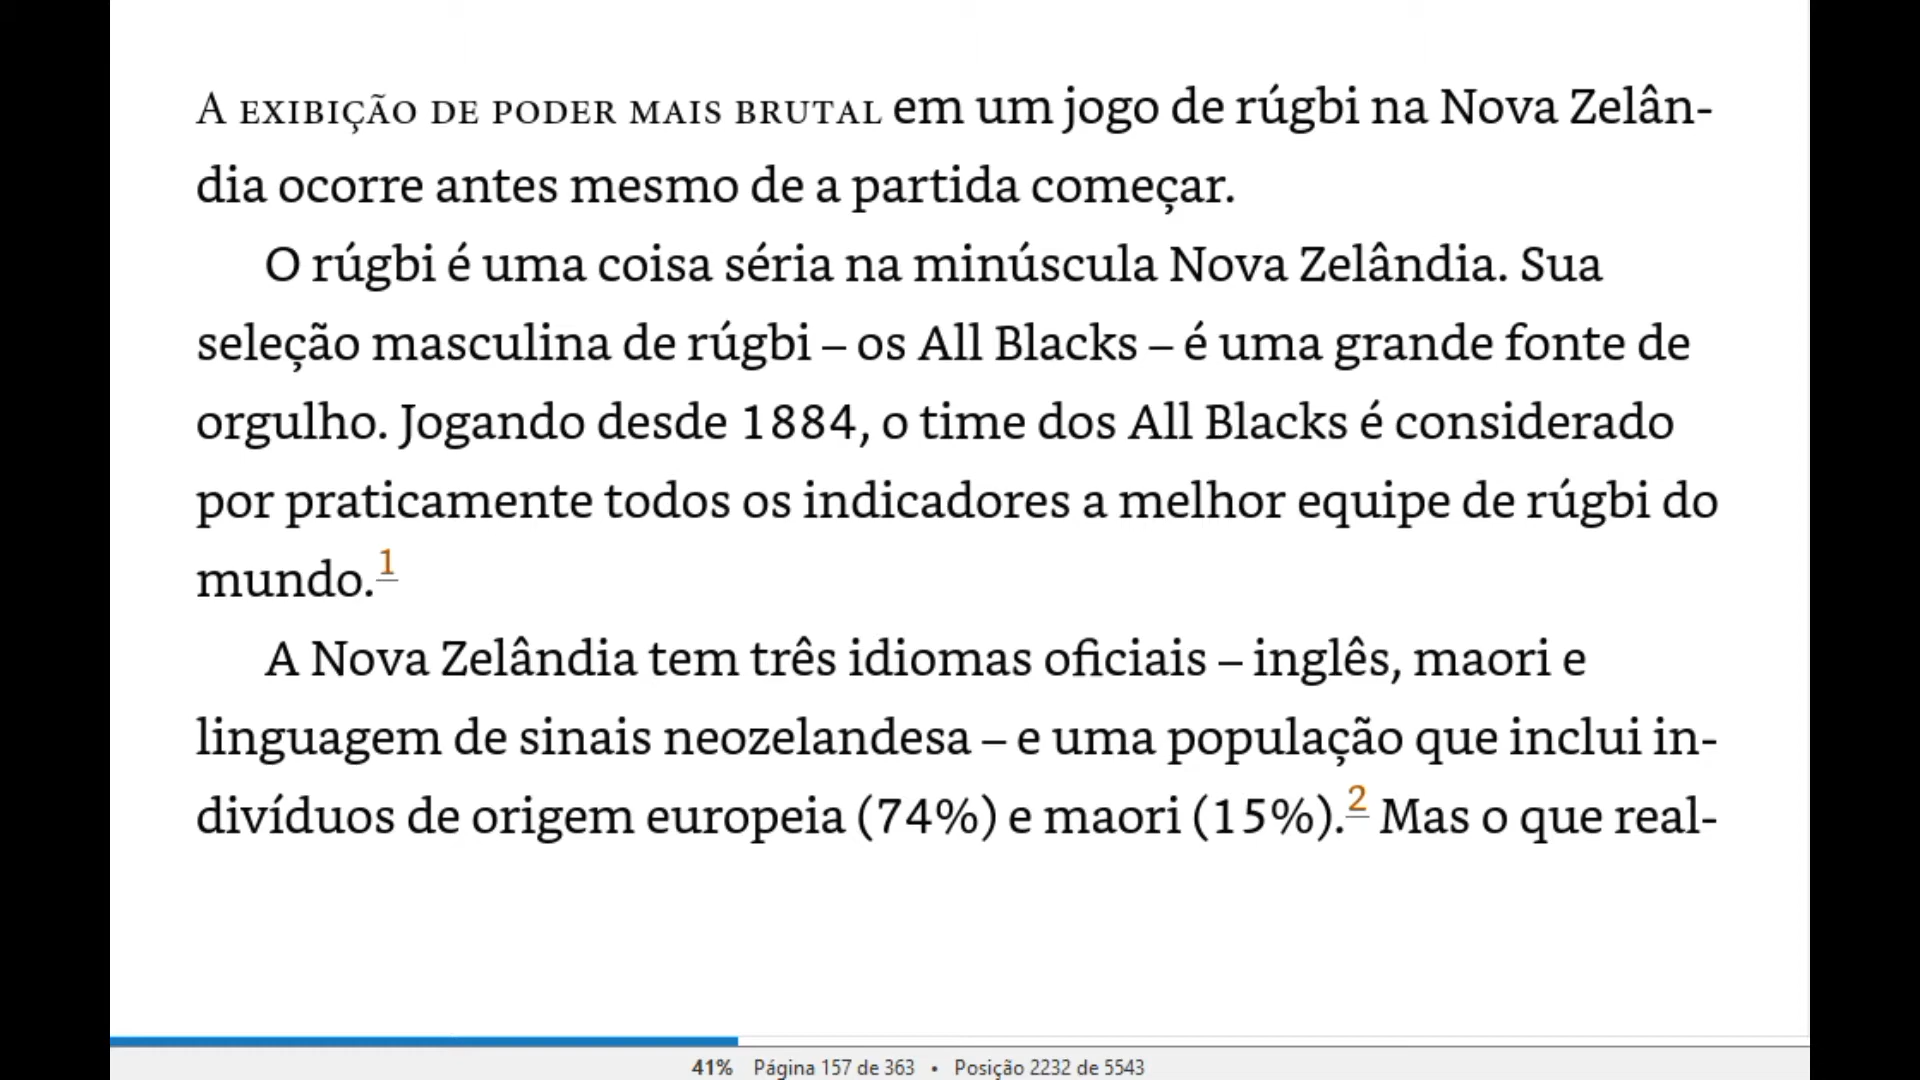 A EXIBIÇÃO DE PODER MAIS BRUTAL em um jogo de rúgbi na Nova Zelân-
dia ocorre antes mesmo de a partida começar.
O rúgbi é uma coisa séria na minúscula Nova Zelândia. Sua
seleção masculina de rúgbi – os All Blacks – é uma grande fonte de
orgulho. Jogando desde 1884, o time dos All Blacks é considerado
por praticamente todos os indicadores a melhor equipe de rúgbi do
mundo.1
A Nova Zelândia tem três idiomas oficiais – inglês, maori e
linguagem de sinais neozelandesa – e uma população que inclui in-
divíduos de origem europeia (74%) e maori (15%).2 Mas o que real-
41% Página 157 de 363 • Posição 2232 de 5543